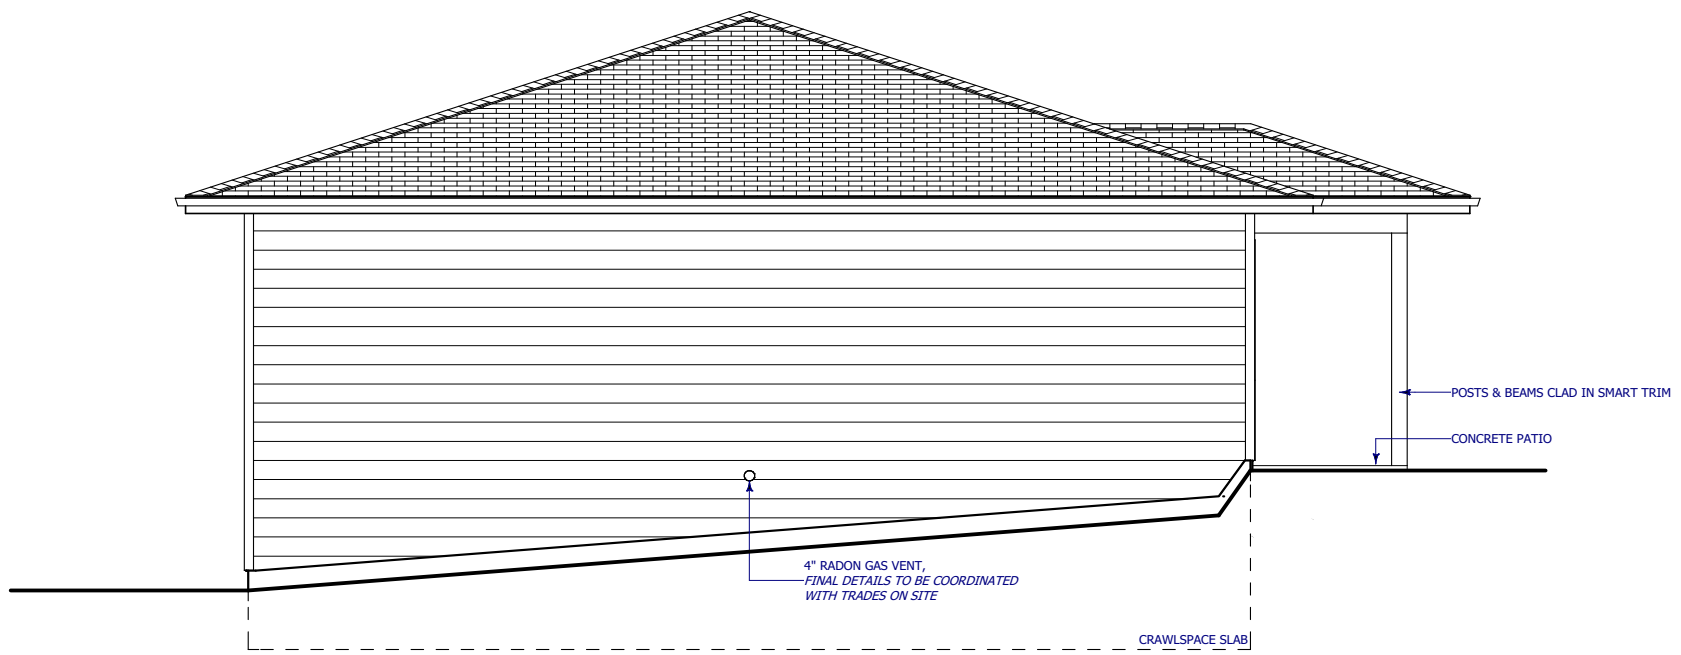 POSTS & BEAMS CLAD IN SMART TRIM
CONCRETE PATIO
4" RADON GAS VENT,
FINAL DETAILS TO BE COORDINATED
WITH TRADES ON SITE
CRAWLSPACE SLAB